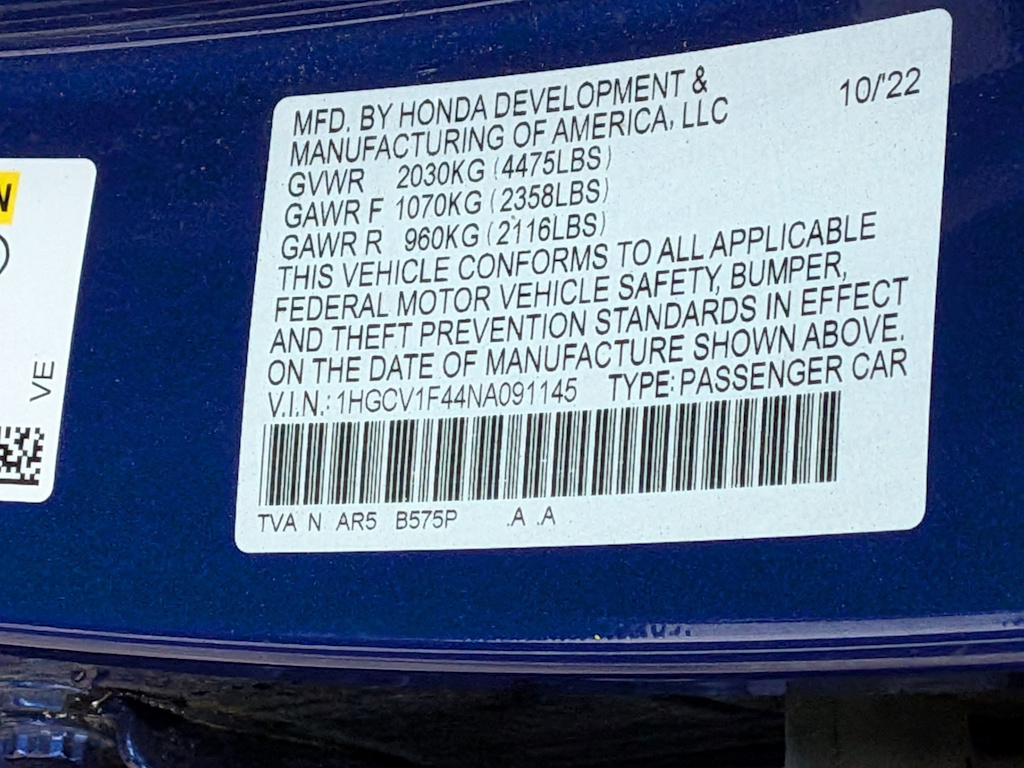 MFD. BY HONDA DEVELOPMENT &
MANUFACTURING OF AMERICA, LLC
10/'22
GVWR 2030KG (4475LBS)
GAWR F 1070KG (2358LBS)
GAWR R 960KG (2116LBS)
THIS VEHICLE CONFORMS TO ALL APPLICABLE
FEDERAL MOTOR VEHICLE SAFETY, BUMPER,
AND THEFT PREVENTION STANDARDS IN EFFECT
ON THE DATE OF MANUFACTURE SHOWN ABOVE.
V.I.N.: 1HGCV1F44NA091145 TYPE: PASSENGER CAR
TVA N AR5 B575P .A .A
N
VE